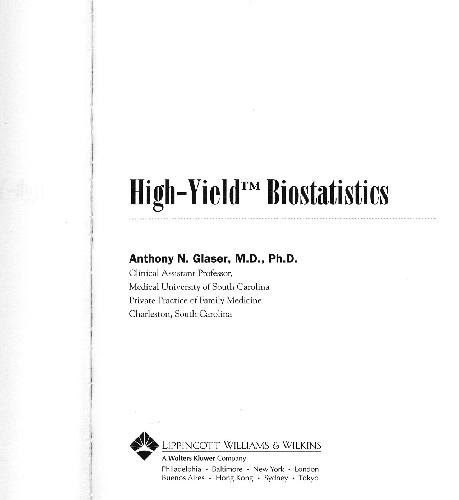 High-Yield™ Biostatistics
Anthony N. Glaser, M.D., Ph.D.
Clinical Assistant Professor,
Medical University of South Carolina
Private Practice of Family Medicine
Charleston, South Carolina
LIPPINCOTT WILLIAMS & WILKINS
A Wolters Kluwer Company
Philadelphia • Baltimore • New York • London
Buenos Aires • Hong Kong • Sydney • Tokyo